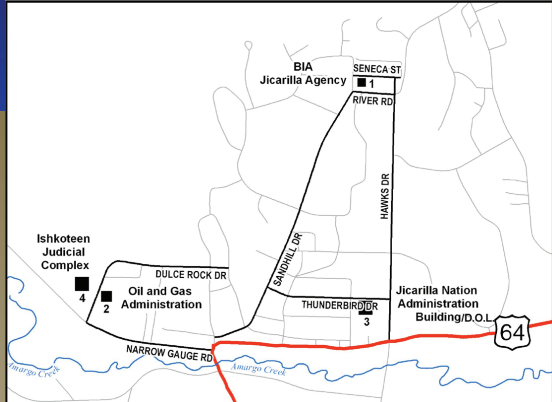 BIA
Jicarilla Agency
SENECA ST
1
RIVER RD
HAWKS DR
SANDHILL DR
Ishkoteen
Judicial
Complex
4
2
DULCE ROCK DR
Oil and Gas
Administration
THUNDERBIRD DR
3
Jicarilla Nation
Administration
Building/D.O.L.
64
NARROW GAUGE RD
Amargo Creek
Amargo Creek